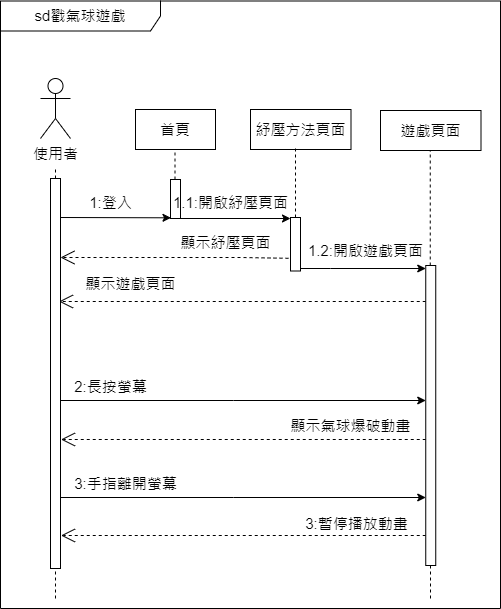 sd戳氣球遊戲
使用者
首頁
紓壓方法頁面
遊戲頁面
1:登入
1.1:開啟紓壓頁面
顯示紓壓頁面
1.2:開啟遊戲頁面
顯示遊戲頁面
2:長按螢幕
顯示氣球爆破動畫
3:手指離開螢幕
3:暫停播放動畫